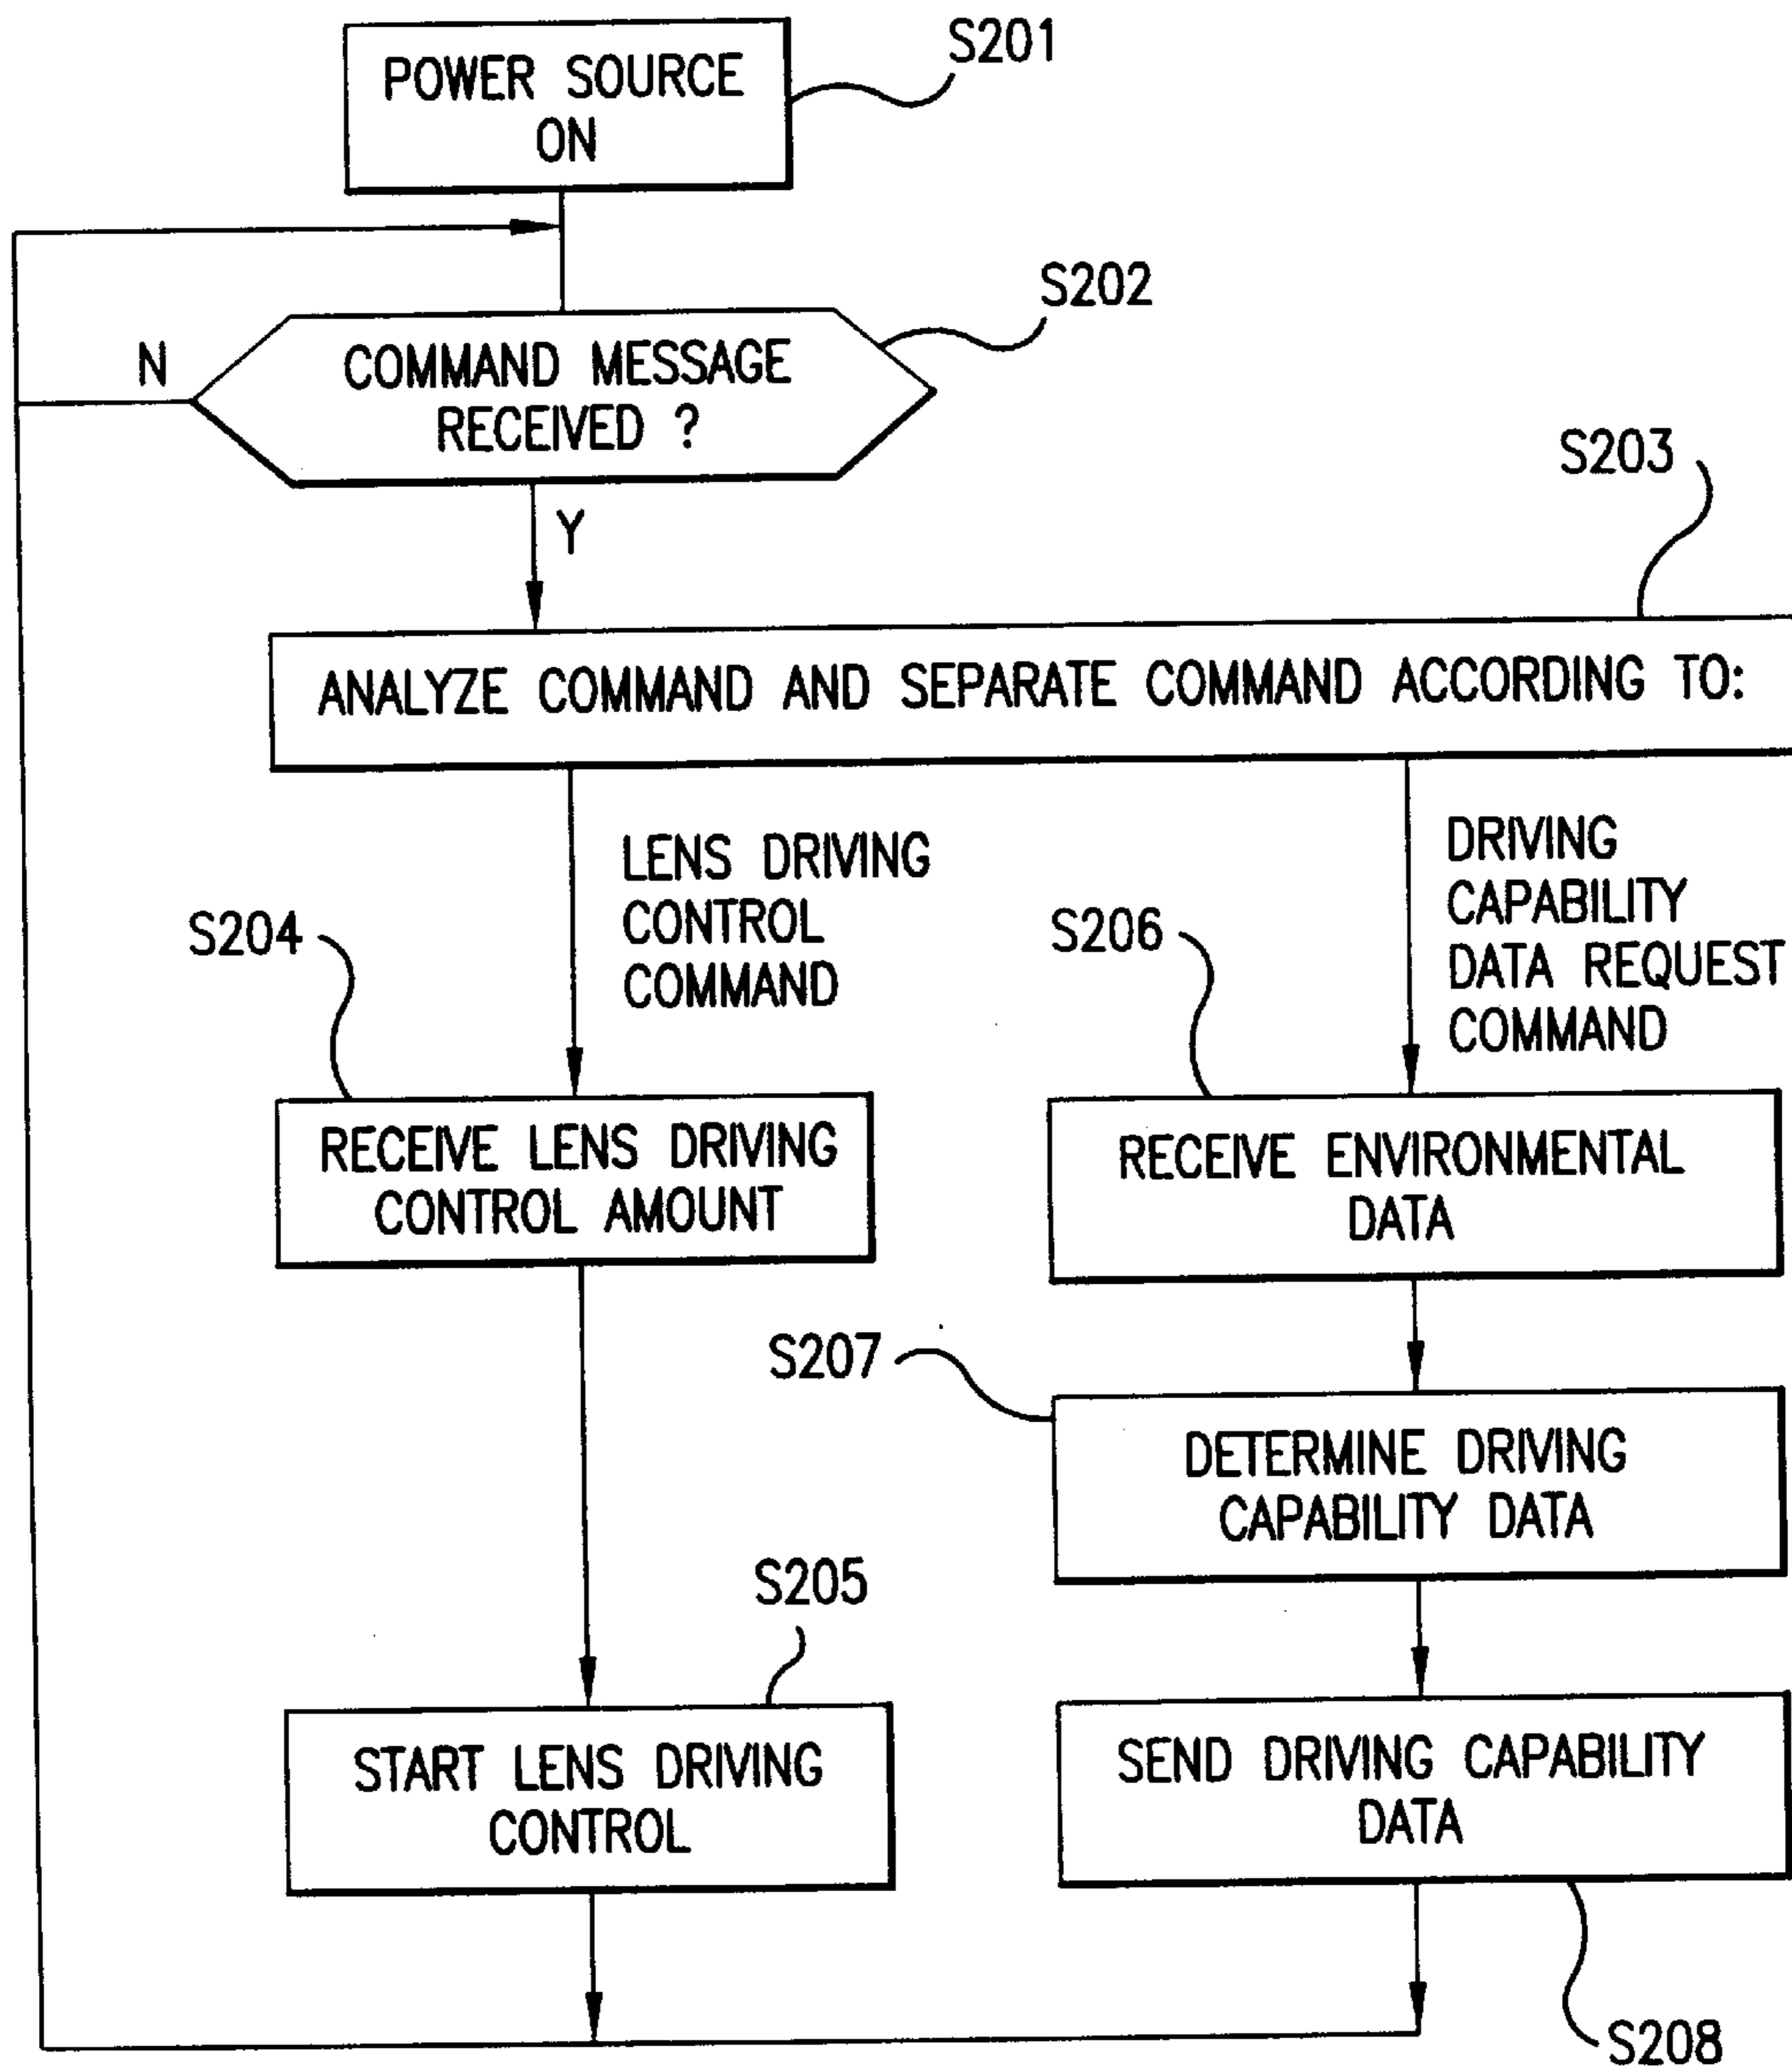 S201
POWER SOURCE
ON
S202
N
COMMAND MESSAGE
RECEIVED ?
Y
S203
ANALYZE COMMAND AND SEPARATE COMMAND ACCORDING TO:
LENS DRIVING
CONTROL
COMMAND
DRIVING
CAPABILITY
DATA REQUEST
COMMAND
S204
S206
RECEIVE LENS DRIVING
CONTROL AMOUNT
RECEIVE ENVIRONMENTAL
DATA
S207
DETERMINE DRIVING
CAPABILITY DATA
S205
START LENS DRIVING
CONTROL
SEND DRIVING CAPABILITY
DATA
S208